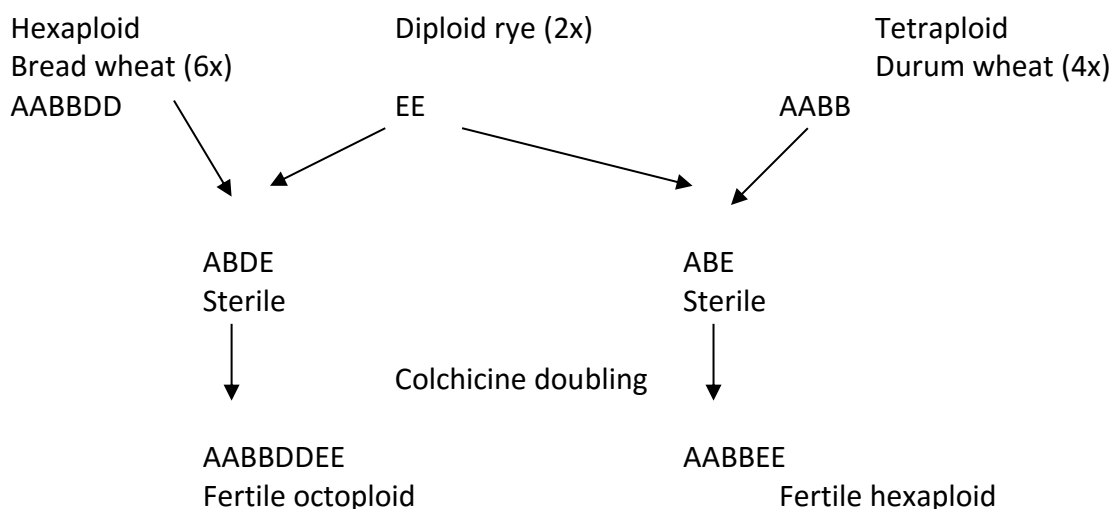 Hexaploid Diploid rye (2x) Tetraploid
Bread wheat (6x) Durum wheat (4x)
AABBDD EE AABB
ABDE ABE
Sterile Sterile
Colchicine doubling
AABBDDEE AABBEE
Fertile octoploid Fertile hexaploid